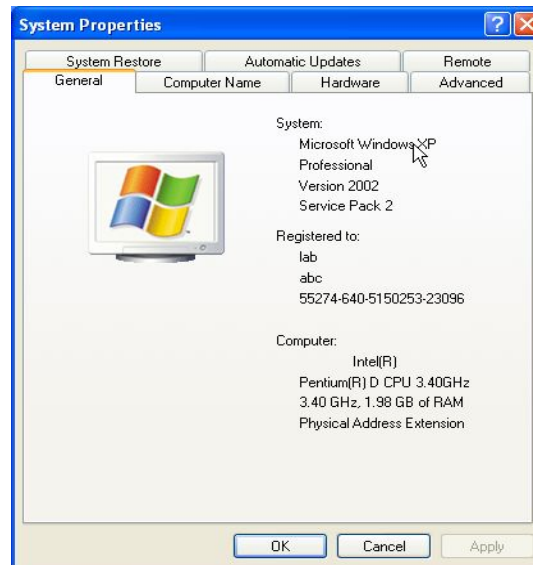 System Properties
System Restore Automatic Updates Remote
General Computer Name Hardware Advanced
System:
Microsoft Windows XP
Professional
Version 2002
Service Pack 2
Registered to:
lab
abc
55274-640-5150253-23096
Computer:
Intel(R)
Pentium(R) D CPU 3.40GHz
3.40 GHz, 1.98 GB of RAM
Physical Address Extension
OK Cancel Apply